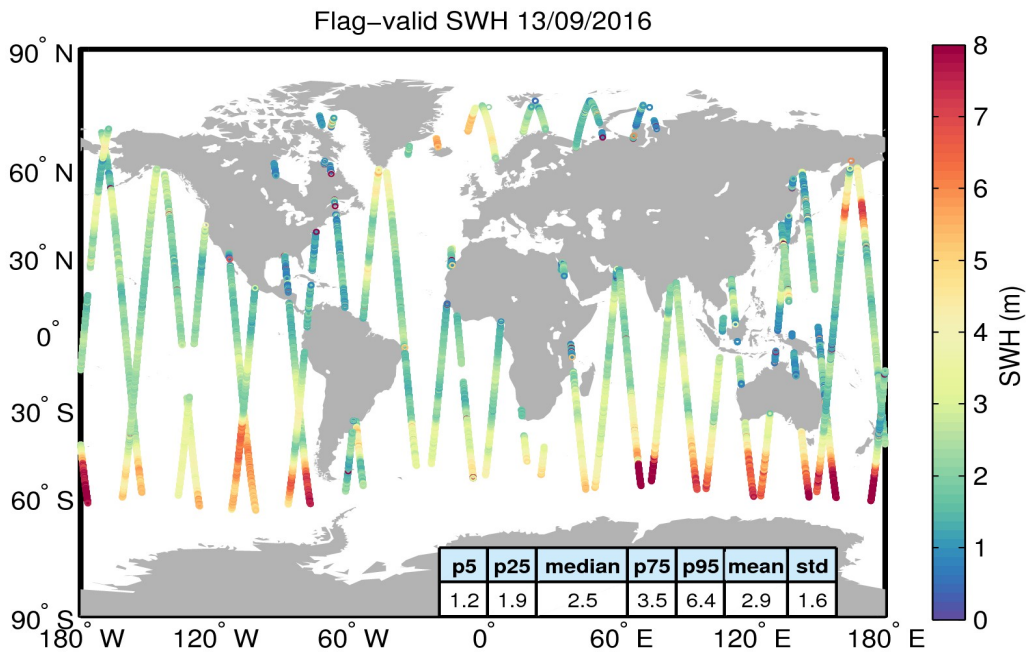 Flag−valid SWH 13/09/2016
90° N
60° N
30° N
0°
30° S
60° S
90° S
180° W
120° W
60° W
0°
60° E
120° E
180° E
p5 p25 median p75 p95 mean std
1.2 1.9 2.5 3.5 6.4 2.9 1.6
8
7
6
5
4
3
2
1
0
SWH (m)